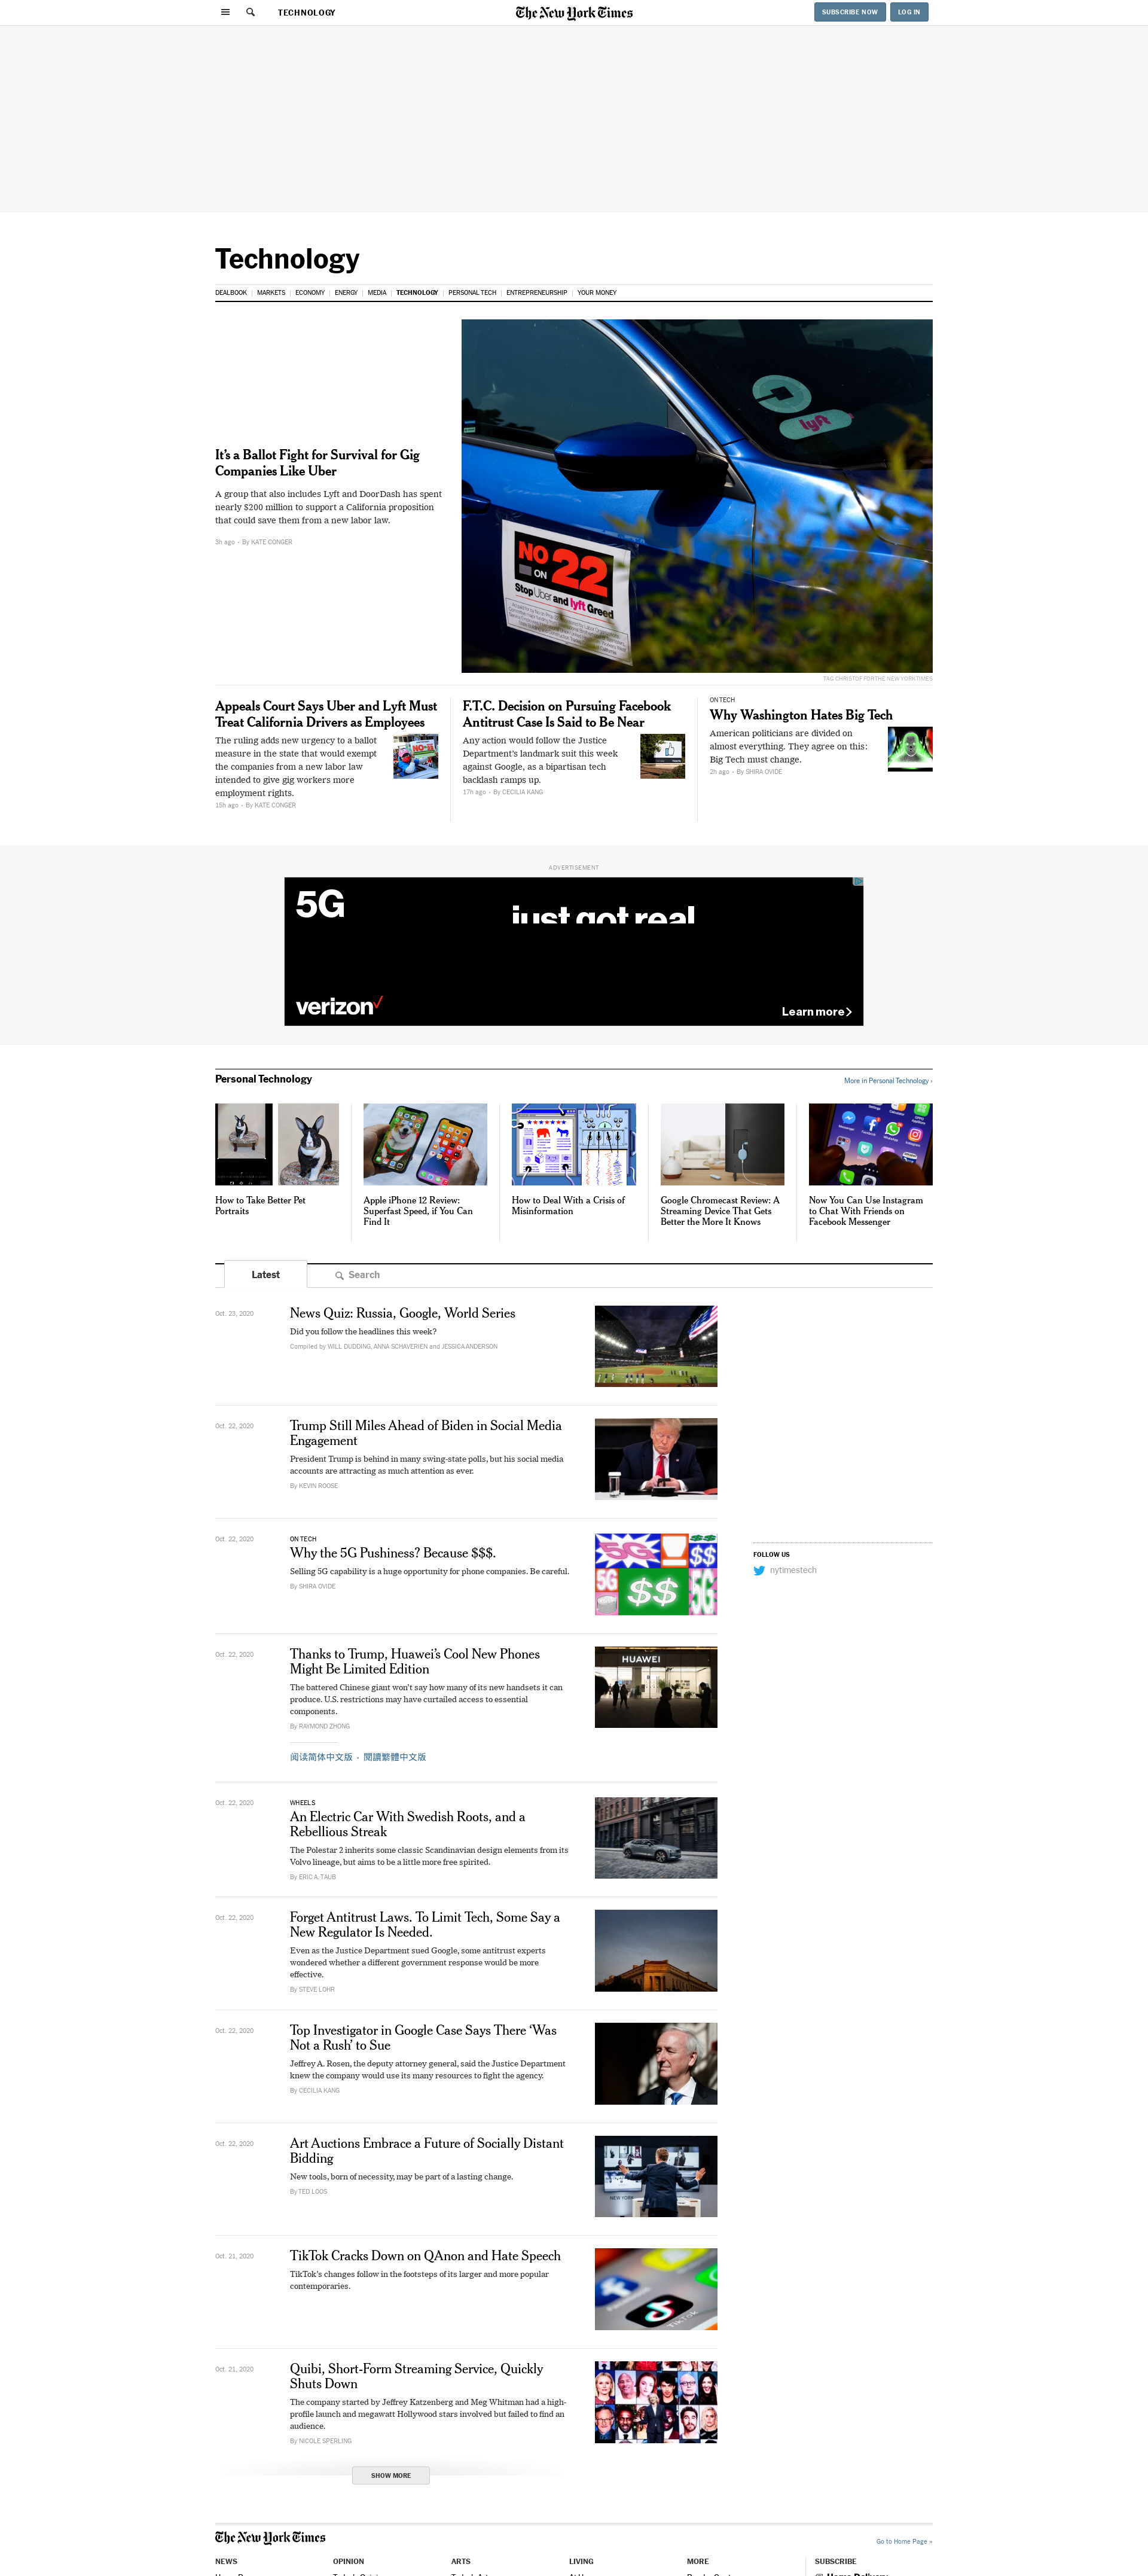 TECHNOLOGY
The New York Times
SUBSCRIBE NOW
LOG IN
Technology
DEALBOOK | MARKETS | ECONOMY | ENERGY | MEDIA | TECHNOLOGY | PERSONAL TECH | ENTREPRENEURSHIP | YOUR MONEY
It's a Ballot Fight for Survival for Gig
Companies Like Uber
A group that also includes Lyft and DoorDash has spent
nearly $200 million to support a California proposition
that could save them from a new labor law.
3h ago • By KATE CONGER
lyft
NO
ON 22
Stop Uber and lyft Greed
TAG CHRISTOF FOR THE NEW YORK TIMES
Appeals Court Says Uber and Lyft Must
Treat California Drivers as Employees
The ruling adds new urgency to a ballot
measure in the state that would exempt
the companies from a new labor law
intended to give gig workers more
employment rights.
15h ago • By KATE CONGER
F.T.C. Decision on Pursuing Facebook
Antitrust Case Is Said to Be Near
Any action would follow the Justice
Department's landmark suit this week
against Google, as a bipartisan tech
backlash ramps up.
17h ago • By CECILIA KANG
ON TECH
Why Washington Hates Big Tech
American politicians are divided on
almost everything. They agree on this:
Big Tech must change.
2h ago • By SHIRA OVIDE
ADVERTISEMENT
5G
just got real
verizon
Learn more
Personal Technology
More in Personal Technology ›
How to Take Better Pet
Portraits
Apple iPhone 12 Review:
Superfast Speed, if You Can
Find It
How to Deal With a Crisis of
Misinformation
Google Chromecast Review: A
Streaming Device That Gets
Better the More It Knows
Now You Can Use Instagram
to Chat With Friends on
Facebook Messenger
Latest
Search
Oct. 23, 2020
News Quiz: Russia, Google, World Series
Did you follow the headlines this week?
Compiled by WILL DUDDING, ANNA SCHAVERIEN and JESSICA ANDERSON
Oct. 22, 2020
Trump Still Miles Ahead of Biden in Social Media
Engagement
President Trump is behind in many swing-state polls, but his social media
accounts are attracting as much attention as ever.
By KEVIN ROOSE
Oct. 22, 2020
ON TECH
Why the 5G Pushiness? Because $$$.
Selling 5G capability is a huge opportunity for phone companies. Be careful.
By SHIRA OVIDE
5G
$$
5G
$$
5G
FOLLOW US
nytimestech
Oct. 22, 2020
Thanks to Trump, Huawei's Cool New Phones
Might Be Limited Edition
The battered Chinese giant won't say how many of its new handsets it can
produce. U.S. restrictions may have curtailed access to essential
components.
By RAYMOND ZHONG
阅读简体中文版 • 閱讀繁體中文版
HUAWEI
Oct. 22, 2020
WHEELS
An Electric Car With Swedish Roots, and a
Rebellious Streak
The Polestar 2 inherits some classic Scandinavian design elements from its
Volvo lineage, but aims to be a little more free spirited.
By ERIC A. TAUB
Oct. 22, 2020
Forget Antitrust Laws. To Limit Tech, Some Say a
New Regulator Is Needed.
Even as the Justice Department sued Google, some antitrust experts
wondered whether a different government response would be more
effective.
By STEVE LOHR
Oct. 22, 2020
Top Investigator in Google Case Says There 'Was
Not a Rush' to Sue
Jeffrey A. Rosen, the deputy attorney general, said the Justice Department
knew the company would use its many resources to fight the agency.
By CECILIA KANG
Oct. 22, 2020
Art Auctions Embrace a Future of Socially Distant
Bidding
New tools, born of necessity, may be part of a lasting change.
By TED LOOS
NEW YORK
Oct. 21, 2020
TikTok Cracks Down on QAnon and Hate Speech
TikTok's changes follow in the footsteps of its larger and more popular
contemporaries.
TikTok
Oct. 21, 2020
Quibi, Short-Form Streaming Service, Quickly
Shuts Down
The company started by Jeffrey Katzenberg and Meg Whitman had a high-
profile launch and megawatt Hollywood stars involved but failed to find an
audience.
By NICOLE SPERLING
SHOW MORE
The New York Times
Go to Home Page »
NEWS
OPINION
ARTS
LIVING
MORE
SUBSCRIBE